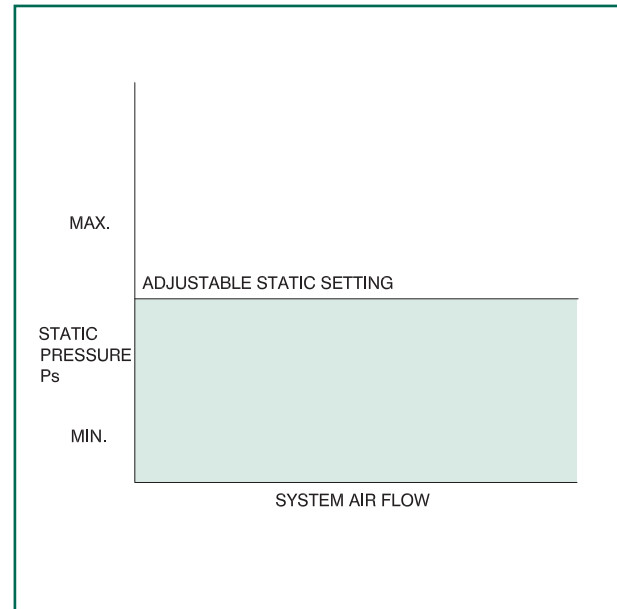 MAX.
ADJUSTABLE STATIC SETTING
STATIC
PRESSURE
Ps
MIN.
SYSTEM AIR FLOW